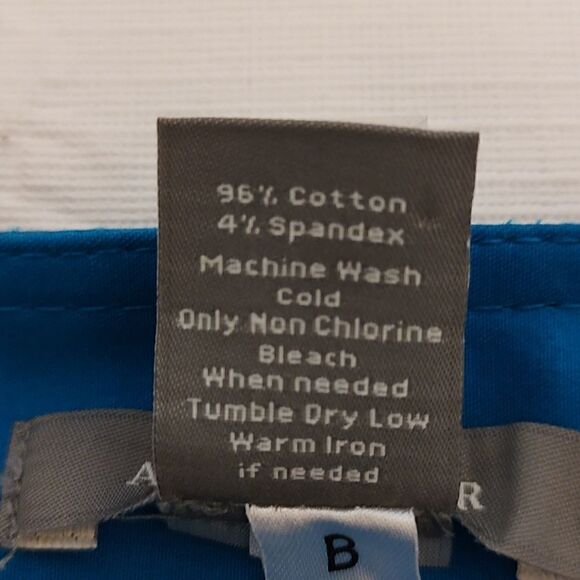 96% Cotton
4% Spandex
Machine Wash
Cold
Only Non Chlorine
Bleach
When needed
Tumble Dry Low
Warm Iron
if needed
A R
B